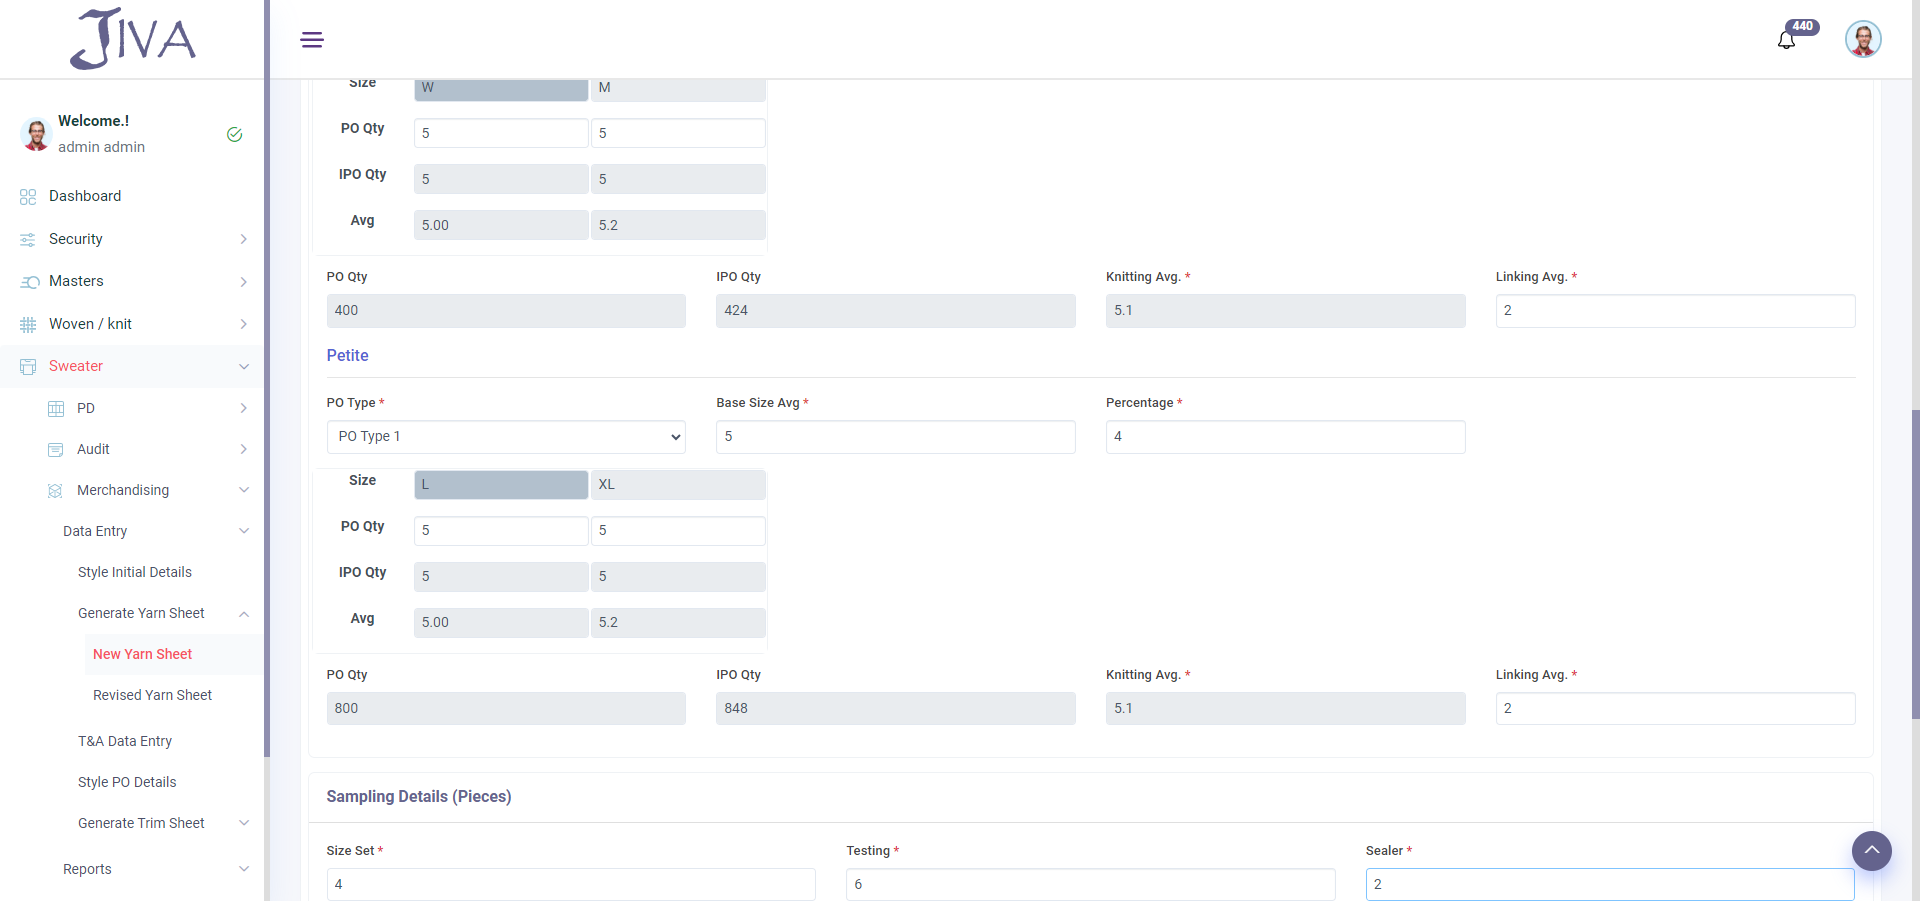 JIVA
440
Welcome.!
admin admin
Dashboard
Security
Masters
Woven / knit
Sweater
PD
Audit
Merchandising
Data Entry
Style Initial Details
Generate Yarn Sheet
New Yarn Sheet
Revised Yarn Sheet
T&A Data Entry
Style PO Details
Generate Trim Sheet
Reports
Size W M
PO Qty 5 5
IPO Qty 5 5
Avg 5.00 5.2
PO Qty IPO Qty Knitting Avg. * Linking Avg. *
400 424 5.1 2
Petite
PO Type * Base Size Avg * Percentage *
PO Type 1 5 4
Size L XL
PO Qty 5 5
IPO Qty 5 5
Avg 5.00 5.2
PO Qty IPO Qty Knitting Avg. * Linking Avg. *
800 848 5.1 2
Sampling Details (Pieces)
Size Set * Testing * Sealer *
4 6 2